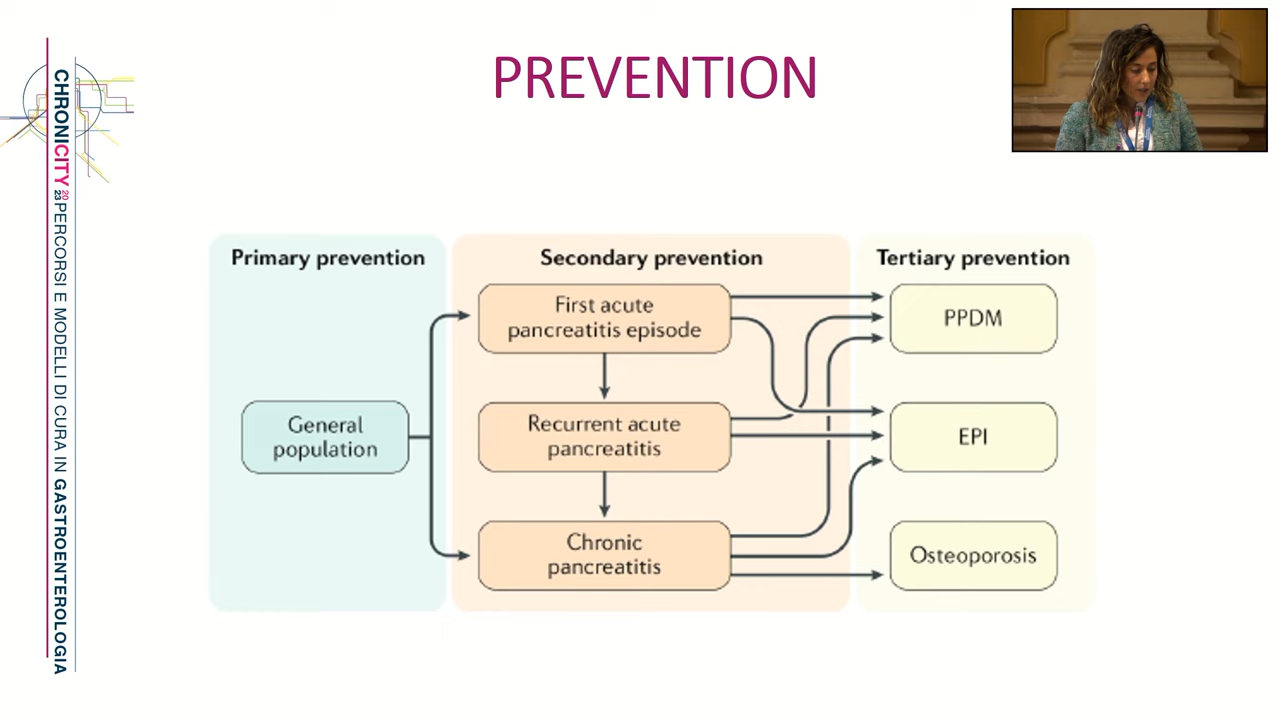 PREVENTION
CHRONICITY 2023 PERCORSI E MODELLI DI CURA IN GASTROENTEROLOGIA
Primary prevention
Secondary prevention
Tertiary prevention
General
population
First acute
pancreatitis episode
Recurrent acute
pancreatitis
Chronic
pancreatitis
PPDM
EPI
Osteoporosis